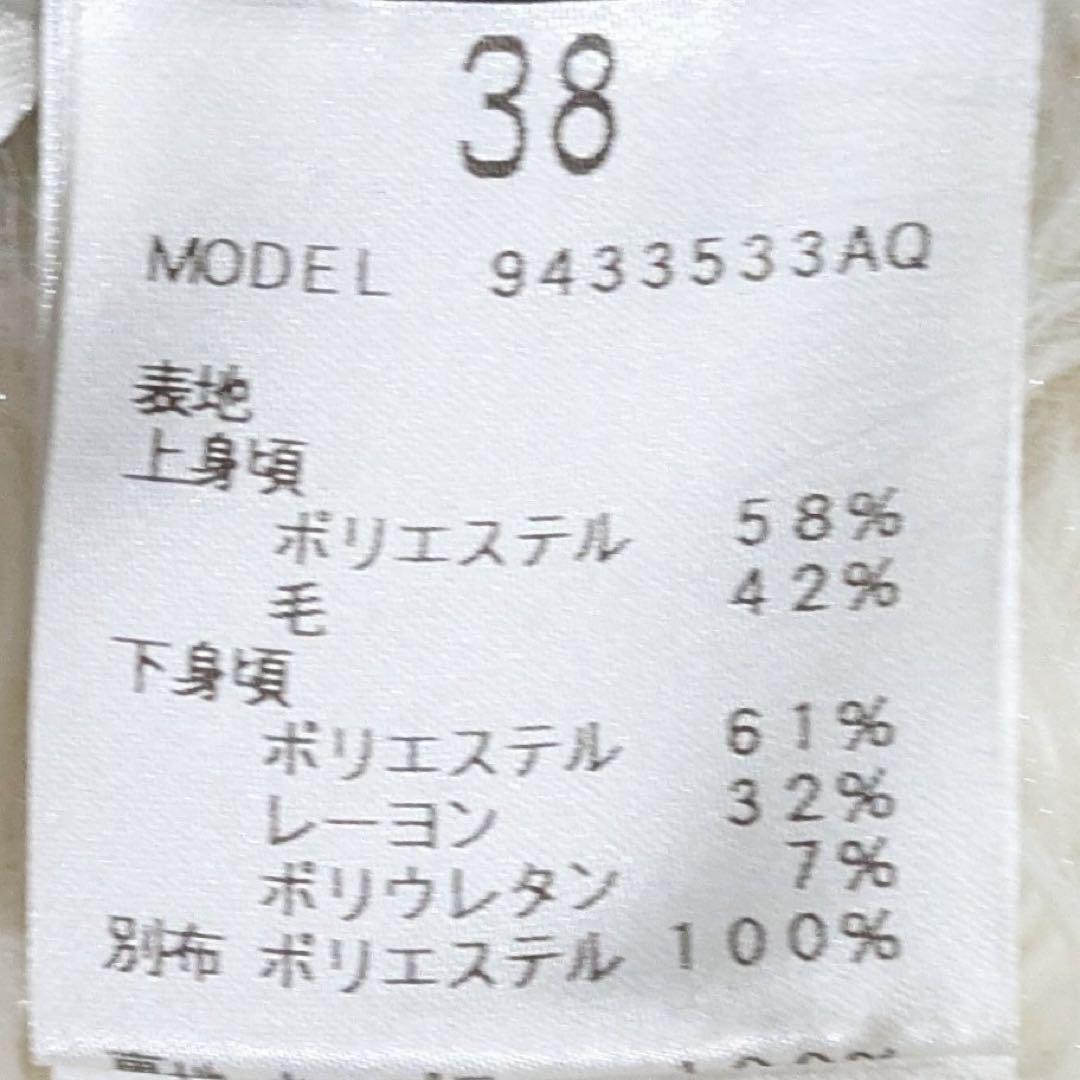 38
MODEL 9433533AQ
表地
上身頃
ポリエステル 58%
毛 42%
下身頃
ポリエステル 61%
レーヨン 32%
ポリウレタン 7%
別布 ポリエステル 100%